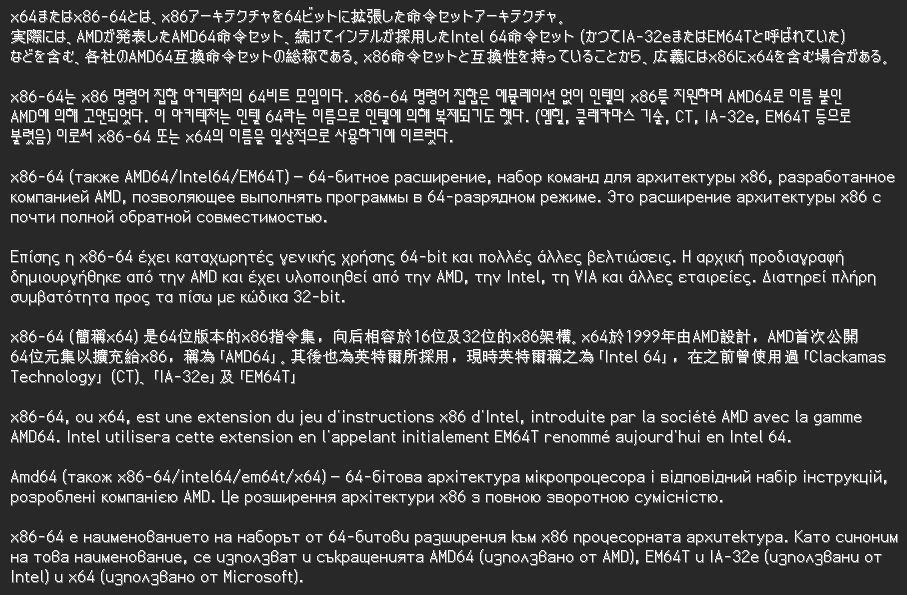 x64またはx86-64とは、x86アーキテクチャを64ビットに拡張した命令セットアーキテクチャ。
実際には、AMDが発表したAMD64命令セット、続けてインテルが採用したIntel 64命令セット (かつてIA-32eまたはEM64Tと呼ばれていた)
などを含む、各社のAMD64互換命令セットの総称である。x86命令セットと互換性を持っていることから、広義にはx86にx64を含む場合がある。
x86-64는 x86 명령어 집합 아키텍처의 64비트 모임이다. x86-64 명령어 집합은 에뮬레이션 없이 인텔의 x86를 지원하며 AMD64로 이름 붙인
AMD에 의해 고안되었다. 이 아키텍처는 인텔 64라는 이름으로 인텔에 의해 복제되기도 했다. (옘힐, 클래카마스 기술, CT, IA-32e, EM64T 등으로
불렸음) 이로써 x86-64 또는 x64의 이름을 일상적으로 사용하기에 이르렀다.
x86-64 (также AMD64/Intel64/EM64T) — 64-битное расширение, набор команд для архитектуры x86, разработанное
компанией AMD, позволяющее выполнять программы в 64-разрядном режиме. Это расширение архитектуры x86 с
почти полной обратной совместимостью.
Επίσης η x86-64 έχει καταχωρητές γενικής χρήσης 64-bit και πολλές άλλες βελτιώσεις. Η αρχική προδιαγραφή
δημιουργήθηκε από την AMD και έχει υλοποιηθεί από την AMD, την Intel, τη VIA και άλλες εταιρείες. Διατηρεί πλήρη
συμβατότητα προς τα πίσω με κώδικα 32-bit.
x86-64 (簡稱x64) 是64位版本的x86指令集，向后相容於16位及32位的x86架構。x64於1999年由AMD設計，AMD首次公開
64位元集以擴充給x86，稱為「AMD64」。其後也為英特爾所採用，現時英特爾稱之為「Intel 64」，在之前曾使用過「Clackamas
Technology」 (CT)、「IA-32e」及「EM64T」
x86-64, ou x64, est une extension du jeu d'instructions x86 d'Intel, introduite par la société AMD avec la gamme
AMD64. Intel utilisera cette extension en l'appelant initialement EM64T renommé aujourd'hui en Intel 64.
Amd64 (також x86-64/intel64/em64t/x64) — 64-бітова архітектура мікропроцесора і відповідний набір інструкцій,
розроблені компанією AMD. Це розширення архітектури x86 з повною зворотною сумісністю.
x86-64 е наименованието на наборът от 64-битови разширения към x86 процесорната архитектура. Като синоним
на това наименование, се използват и съкращенията AMD64 (използвано от AMD), EM64T и IA-32e (използвани от
Intel) и x64 (използвано от Microsoft).